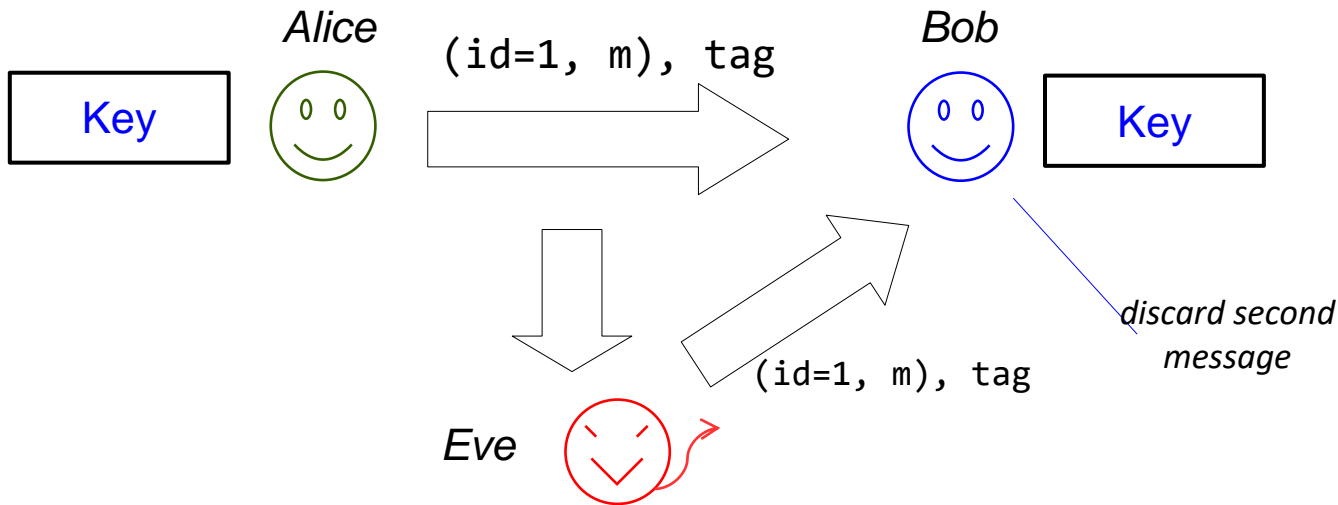 Alice
Bob
(id=1, m), tag
Key
Key
discard second
message
(id=1, m), tag
Eve